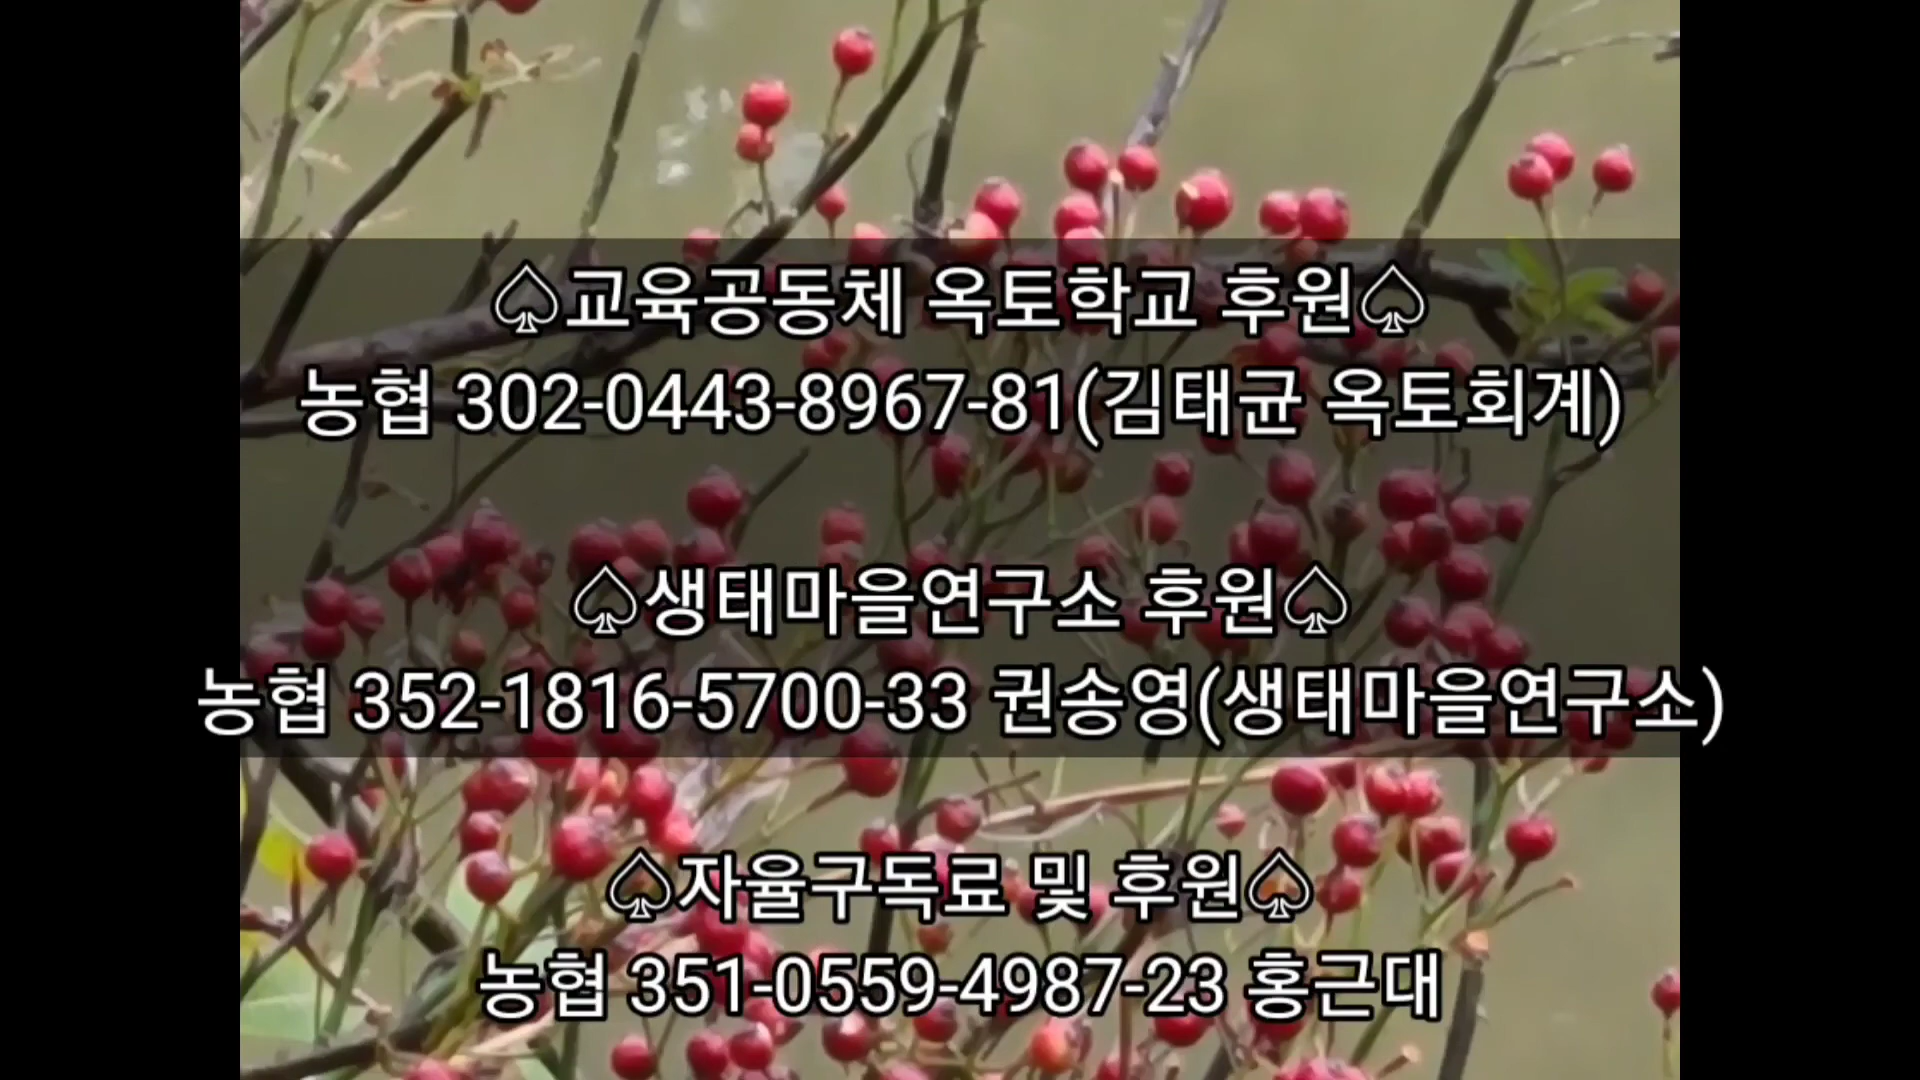 ♤교육공동체 옥토학교 후원♤
농협 302-0443-8967-81(김태균 옥토회계)
♤생태마을연구소 후원♤
농협 352-1816-5700-33 권송영(생태마을연구소)
♤자율구독료 및 후원♤
농협 351-0559-4987-23 홍근대